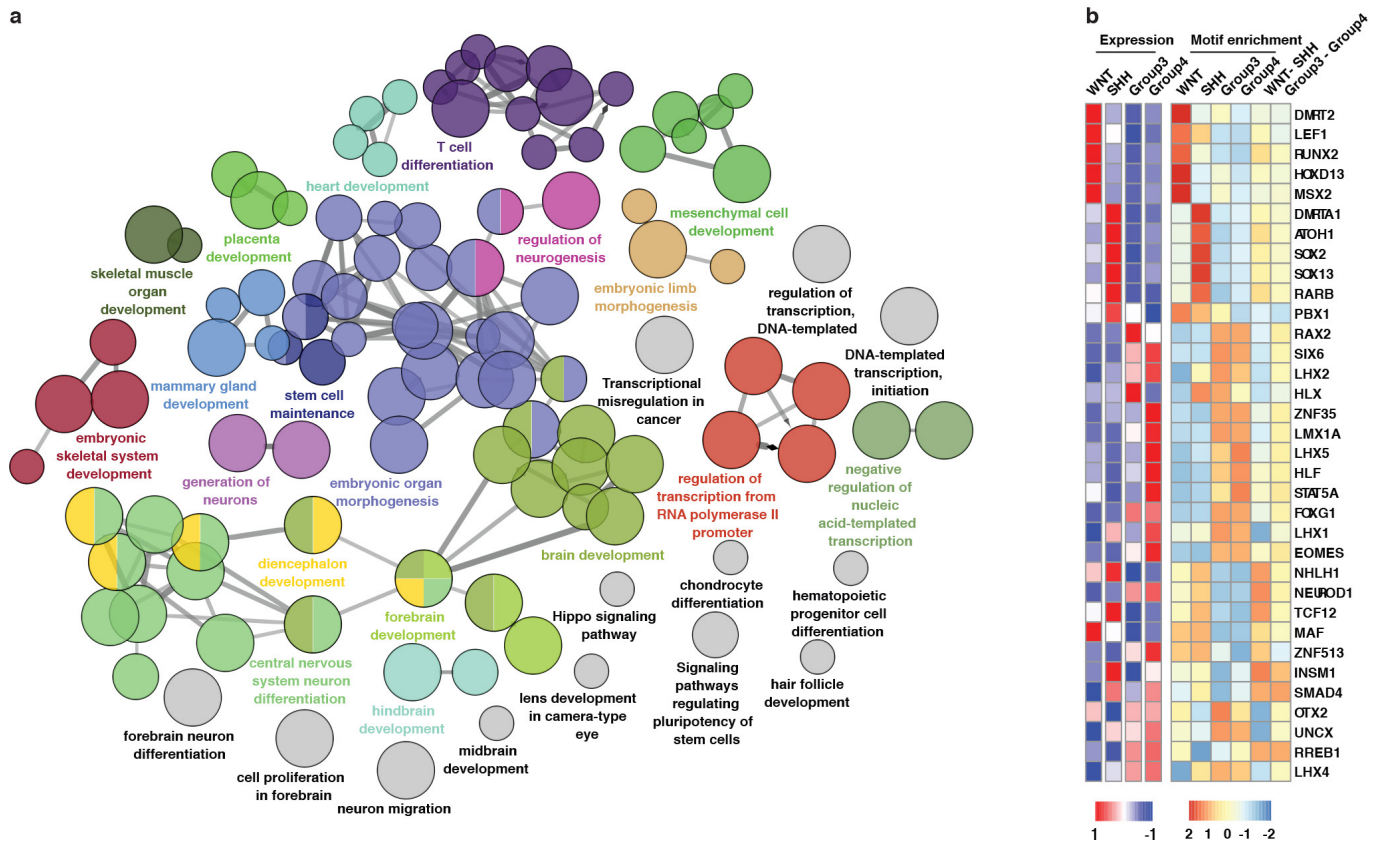 a
T cell
differentiation
heart development
mesenchymal cell
development
placenta
development
regulation of
neurogenesis
skeletal muscle
organ
development
embryonic limb
morphogenesis
regulation of
transcription,
DNA-templated
DNA-templated
transcription,
initiation
mammary gland
development
stem cell
maintenance
Transcriptional
misregulation in
cancer
embryonic
skeletal system
development
generation of
neurons
embryonic organ
morphogenesis
regulation of
transcription from
RNA polymerase II
promoter
negative
regulation of
nucleic
acid-templated
transcription
brain development
diencephalon
development
chondrocyte
differentiation
hematopoietic
progenitor cell
differentiation
forebrain
development
Hippo signaling
pathway
central nervous
system neuron
differentiation
Signaling
pathways
regulating
pluripotency of
stem cells
hair follicle
development
lens development
in camera-type
eye
hindbrain
development
forebrain neuron
differentiation
midbrain
development
cell proliferation
in forebrain
neuron migration
b
Expression
Motif enrichment
WNT
SHH
Group3
Group4
WNT
SHH
Group3
Group4
WNT- SHH
Group3 - Group4
DMRT2
LEF1
RUNX2
HOXD13
MSX2
DMRTA1
ATOH1
SOX2
SOX13
RARB
PBX1
RAX2
SIX6
LHX2
HLX
ZNF35
LMX1A
LHX5
HLF
STAT5A
FOXG1
LHX1
EOMES
NHLH1
NEUROD1
TCF12
MAF
ZNF513
INSM1
SMAD4
OTX2
UNCX
RREB1
LHX4
1 -1
2 1 0 -1 -2